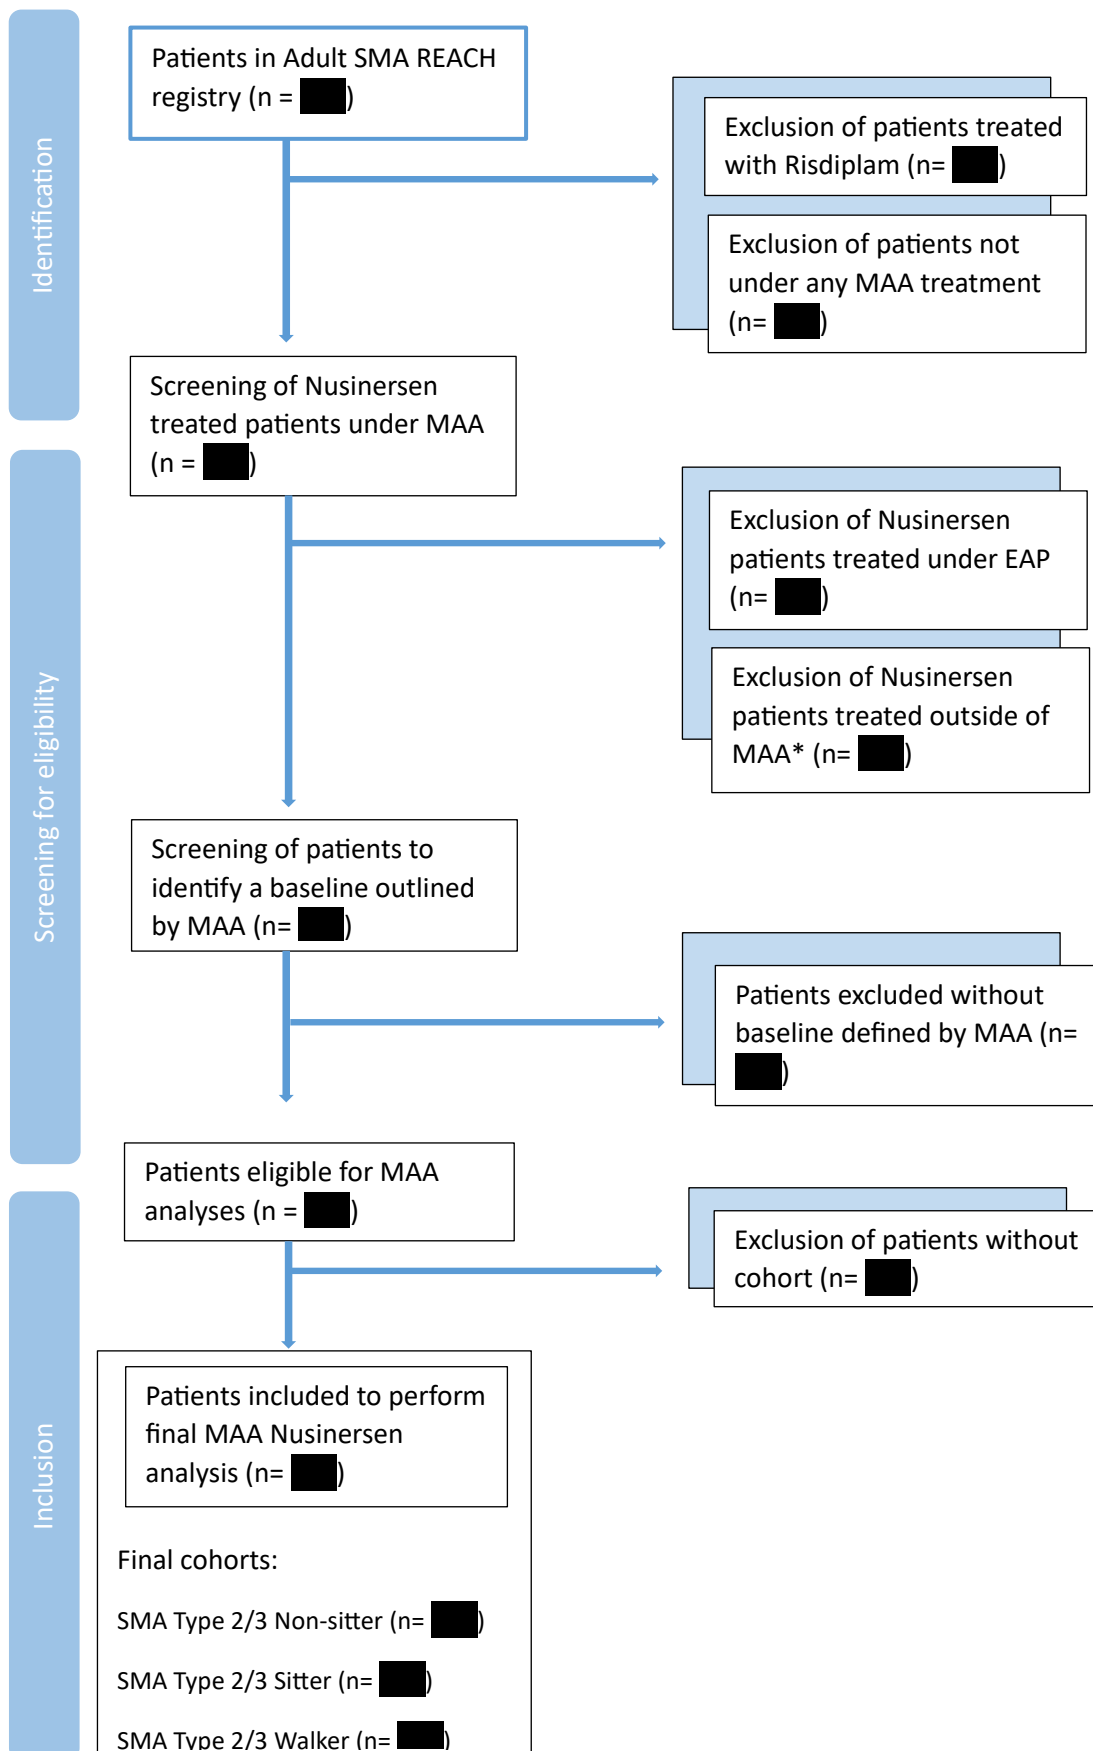 Identification
Patients in Adult SMA REACH
registry (n = )
Exclusion of patients treated
with Risdiplam (n= )
Exclusion of patients not
under any MAA treatment
(n= )
Screening of Nusinersen
treated patients under MAA
(n = )
Screening for eligibility
Exclusion of Nusinersen
patients treated under EAP
(n= )
Exclusion of Nusinersen
patients treated outside of
MAA* (n= )
Screening of patients to
identify a baseline outlined
by MAA (n= )
Patients excluded without
baseline defined by MAA (n=
)
Patients eligible for MAA
analyses (n = )
Exclusion of patients without
cohort (n= )
Inclusion
Patients included to perform
final MAA Nusinersen
analysis (n= )
Final cohorts:
SMA Type 2/3 Non-sitter (n= )
SMA Type 2/3 Sitter (n= )
SMA Type 2/3 Walker (n= )